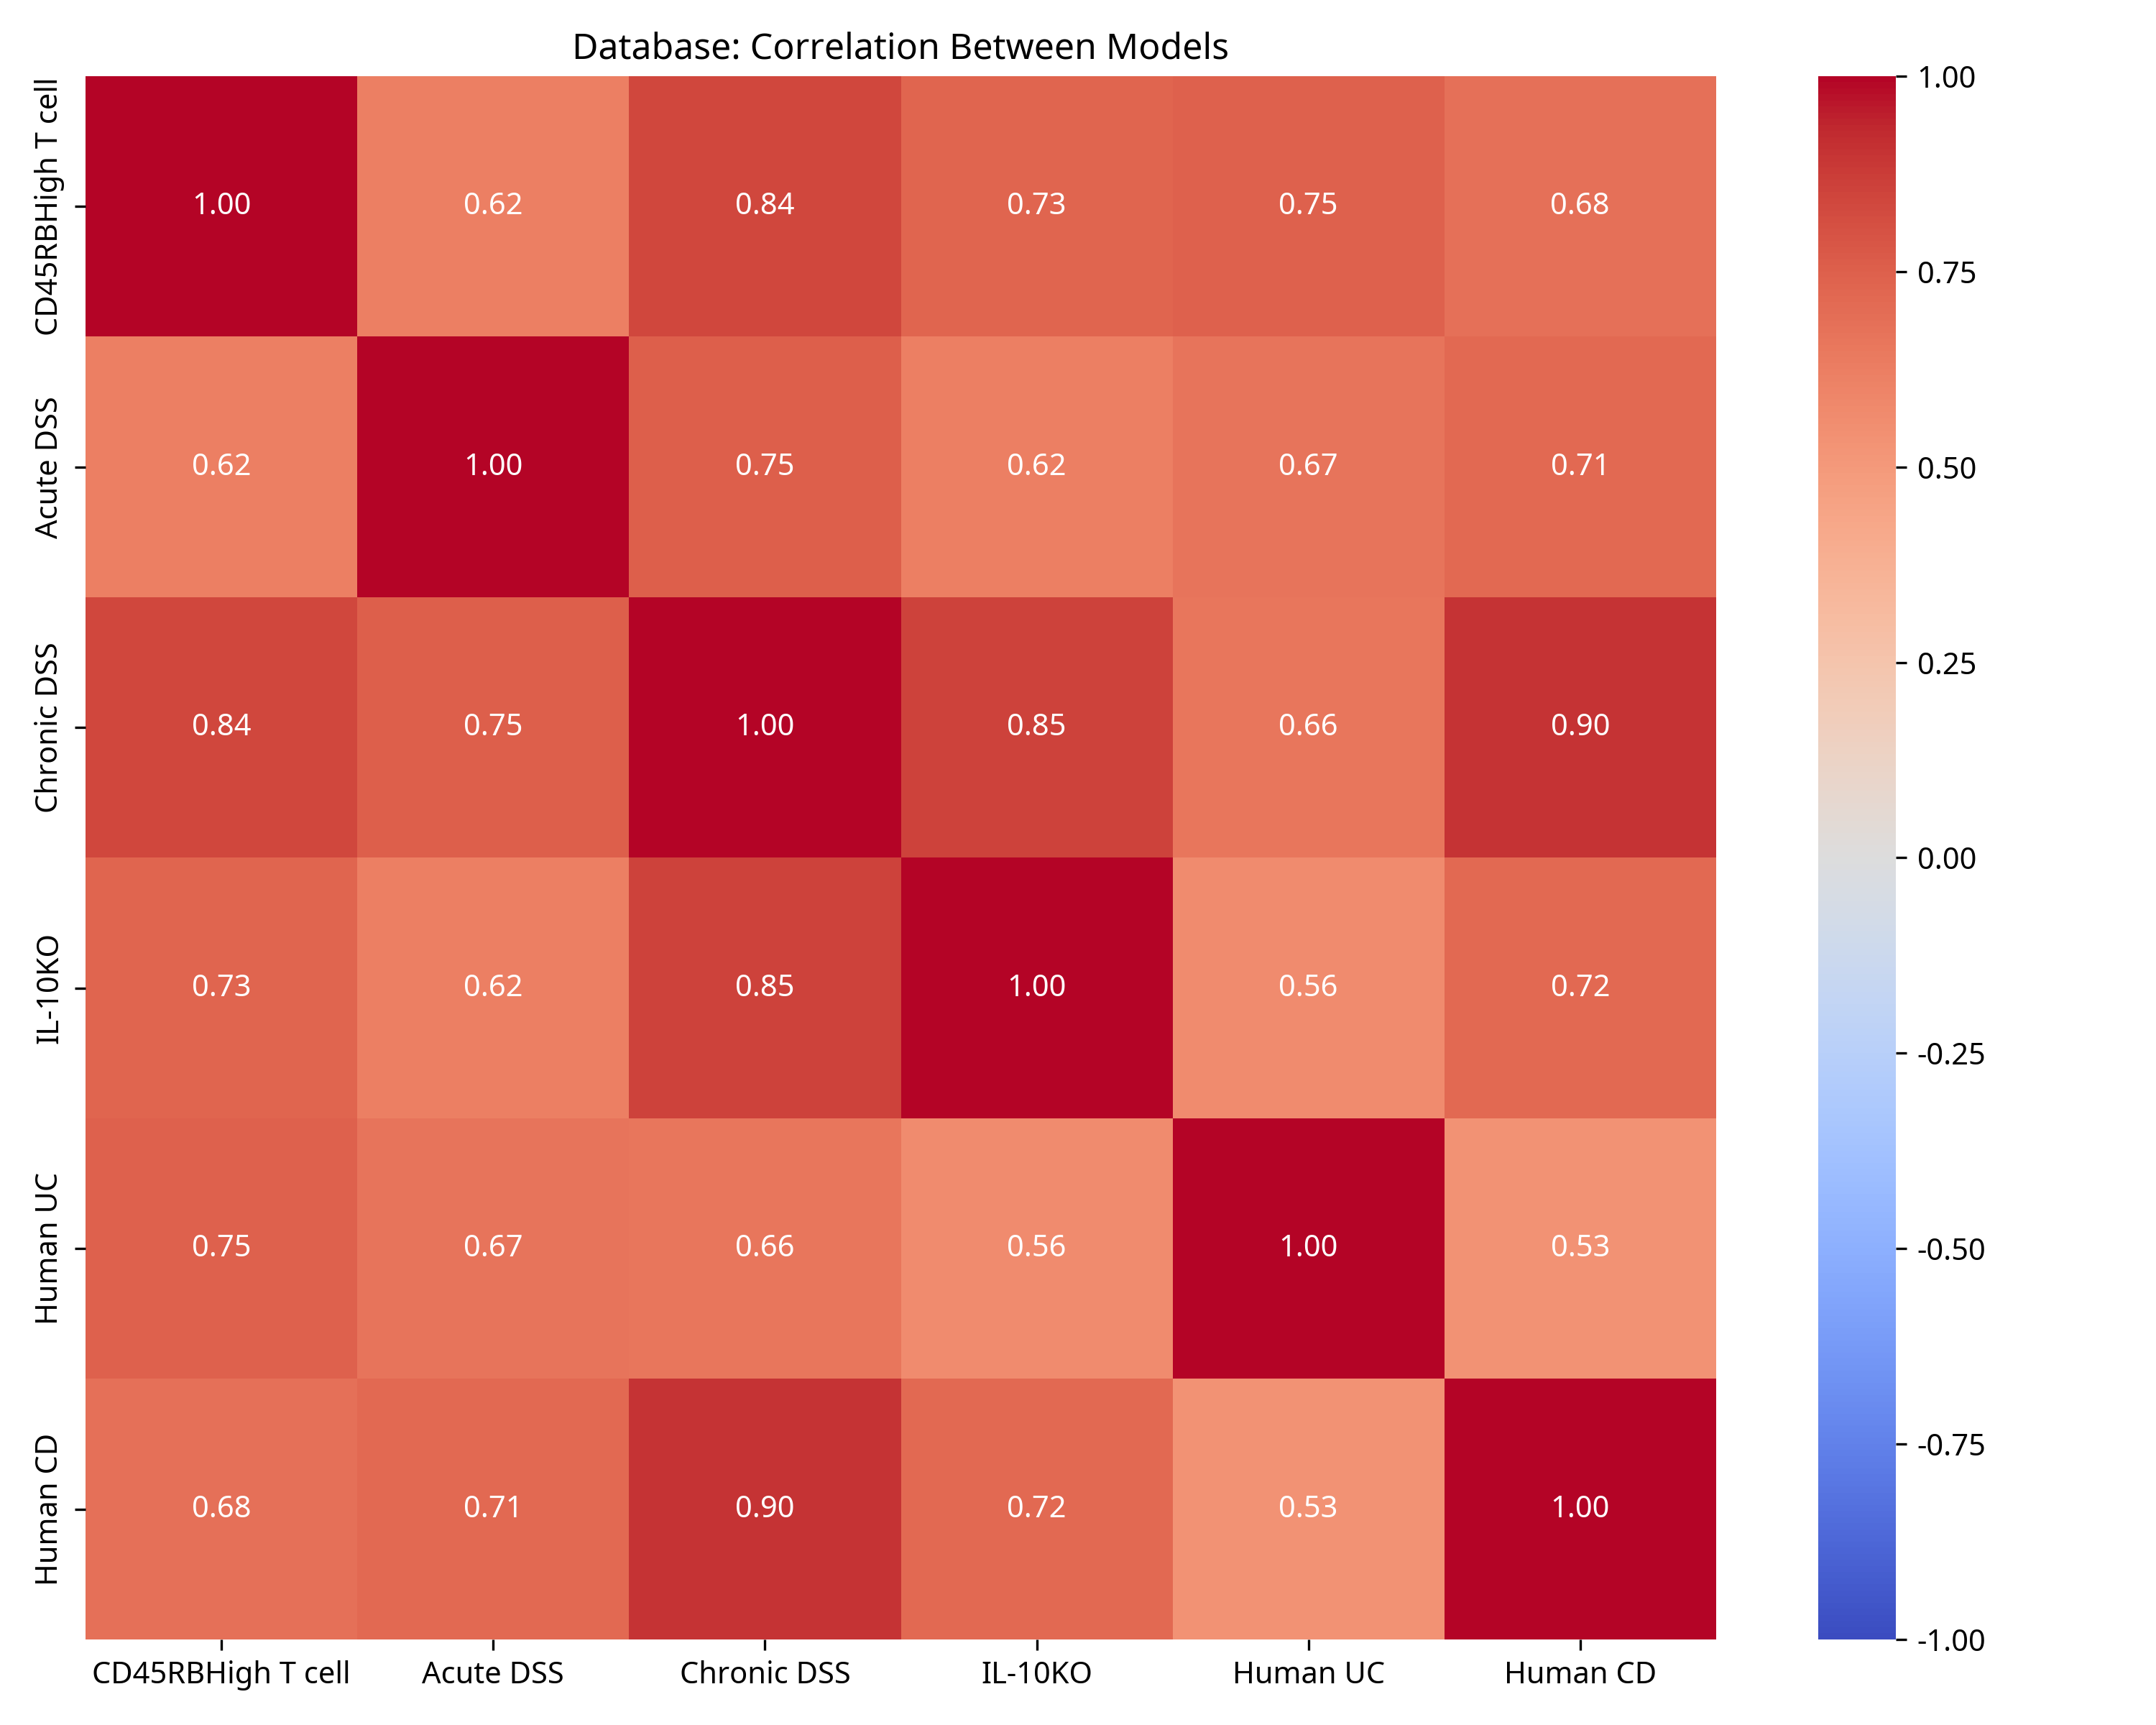 Database: Correlation Between Models
CD45RBHigh T cell
1.00 0.62 0.84 0.73 0.75 0.68
Acute DSS
0.62 1.00 0.75 0.62 0.67 0.71
Chronic DSS
0.84 0.75 1.00 0.85 0.66 0.90
IL-10KO
0.73 0.62 0.85 1.00 0.56 0.72
Human UC
0.75 0.67 0.66 0.56 1.00 0.53
Human CD
0.68 0.71 0.90 0.72 0.53 1.00
CD45RBHigh T cell Acute DSS Chronic DSS IL-10KO Human UC Human CD
1.00
0.75
0.50
0.25
0.00
-0.25
-0.50
-0.75
-1.00